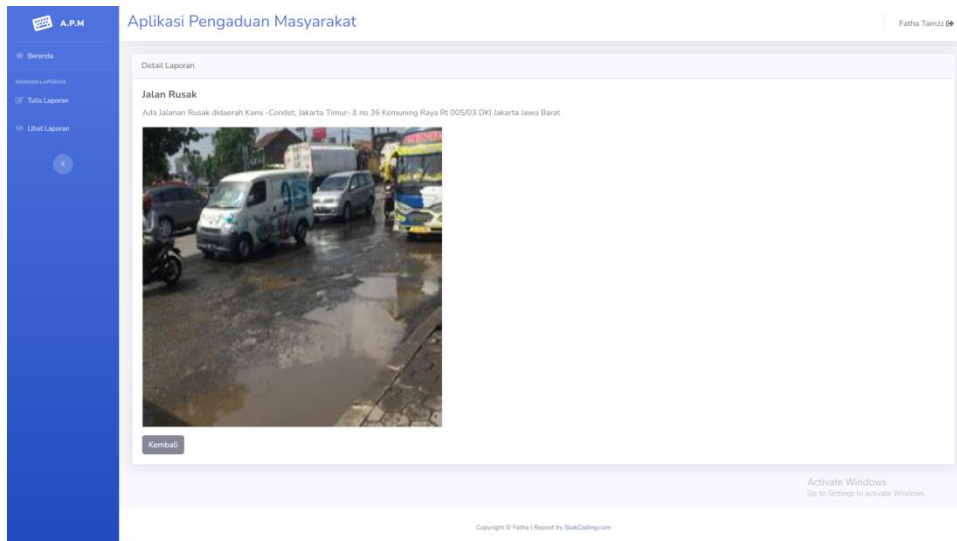 A.P.M
Aplikasi Pengaduan Masyarakat
Fatha Tamzz
Beranda
Tulis Laporan
Lihat Laporan
Detail Laporan
Jalan Rusak
Ada Jalanan Rusak didaerah Kami -Condet, Jakarta Timur- Jl no 36 Kemuning Raya Rt 005/03 DKI Jakarta Jawa Barat
Kembali
Activate Windows
Go to Settings to activate Windows.
Copyright © Fatha | Repost by StokCoding.com